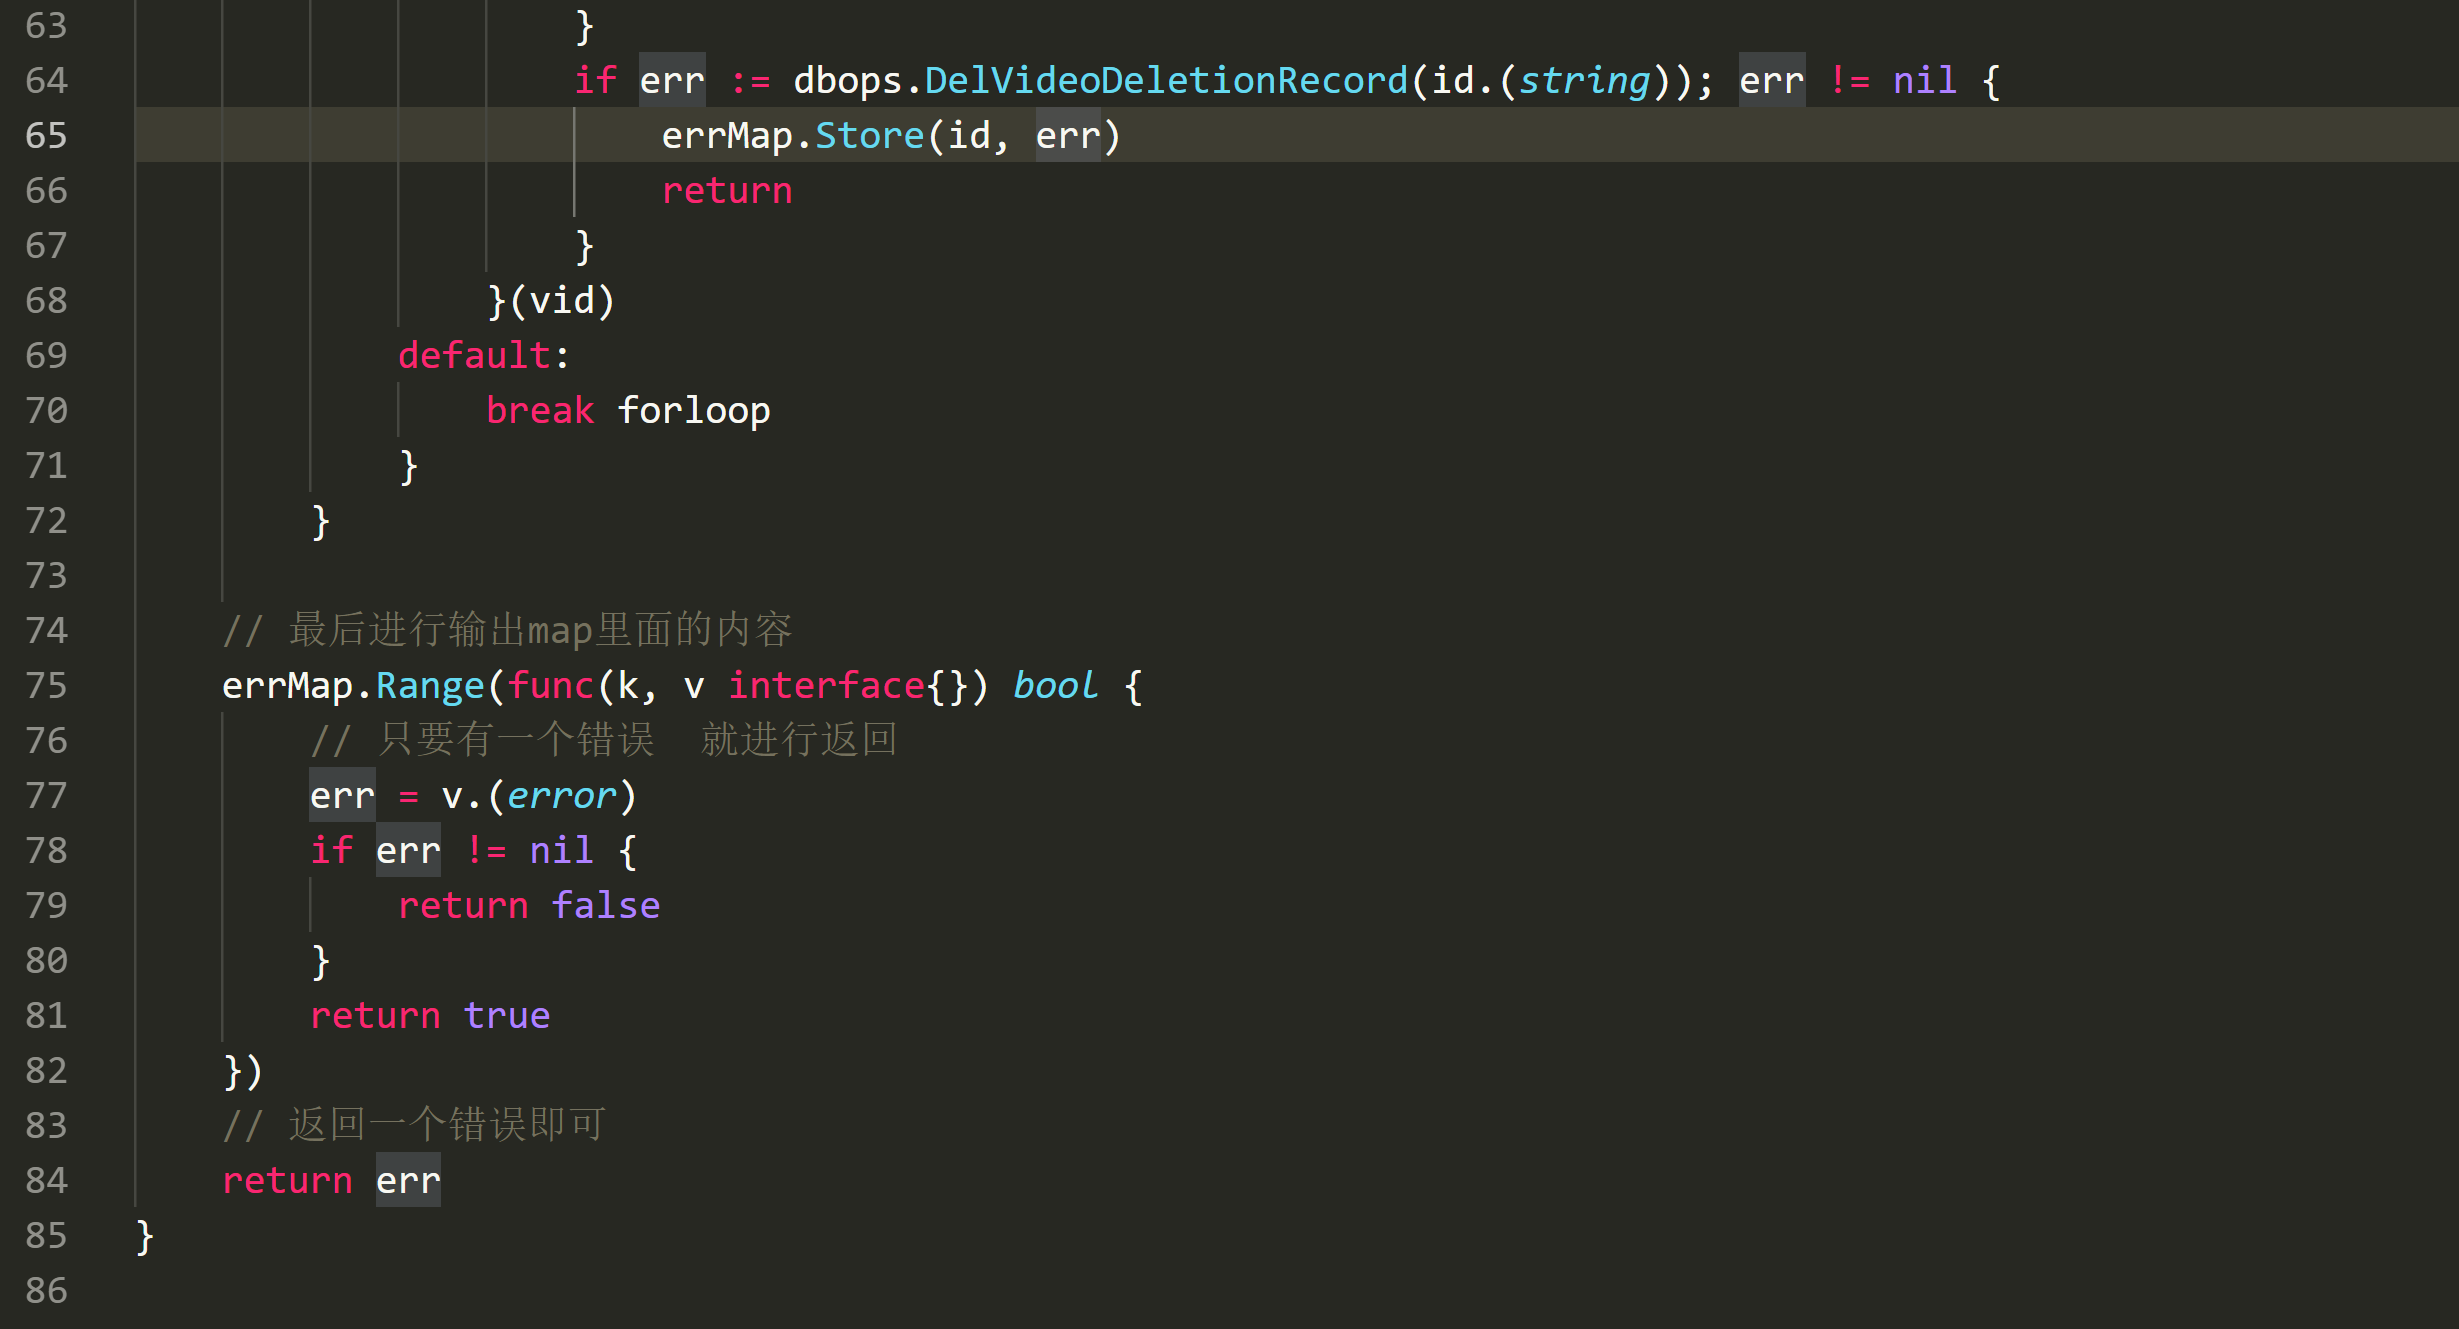 63 }
64 if err := dbops.DelVideoDeletionRecord(id.(string)); err != nil {
65 errMap.Store(id, err)
66 return
67 }
68 }(vid)
69 default:
70 break forloop
71 }
72 }
73
74 // 最后进行输出map里面的内容
75 errMap.Range(func(k, v interface{}) bool {
76 // 只要有一个错误  就进行返回
77 err = v.(error)
78 if err != nil {
79 return false
80 }
81 return true
82 })
83 // 返回一个错误即可
84 return err
85 }
86